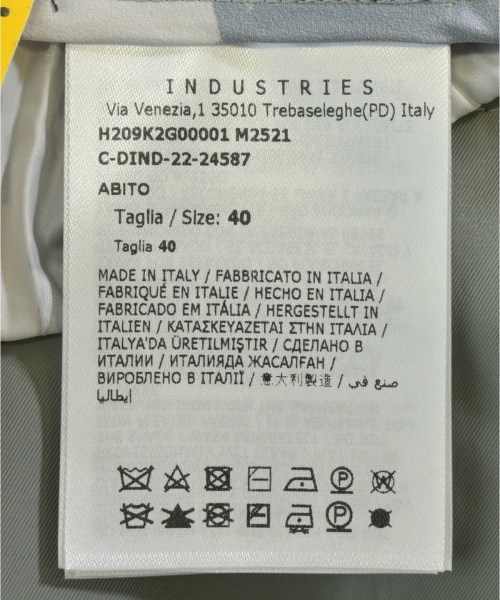 INDUSTRIES
Via Venezia,1 35010 Trebaseleghe(PD) Italy
H209K2G00001 M2521
C-DIND-22-24587
ABITO
Taglia / Size: 40
Taglia 40
MADE IN ITALY / FABBRICATO IN ITALIA /
FABRIQUÉ EN ITALIE / HECHO EN ITALIA /
FABRICADO EM ITÁLIA / HERGESTELLT IN
ITALIEN / ΚΑΤΑΣΚΕΥΑΖΕΤΑΙ ΣΤΗΝ ΙΤΑΛΙΑ /
ITALYA'DA ÜRETILMIŞTIR / СДЕЛАНО В
ИТАЛИИ / ИТАЛИЯДА ЖАСАЛҒАН /
ВИРОБЛЕНО В ІТАЛІЇ / 意大利製造 / صنع في
إيطاليا
P W
P